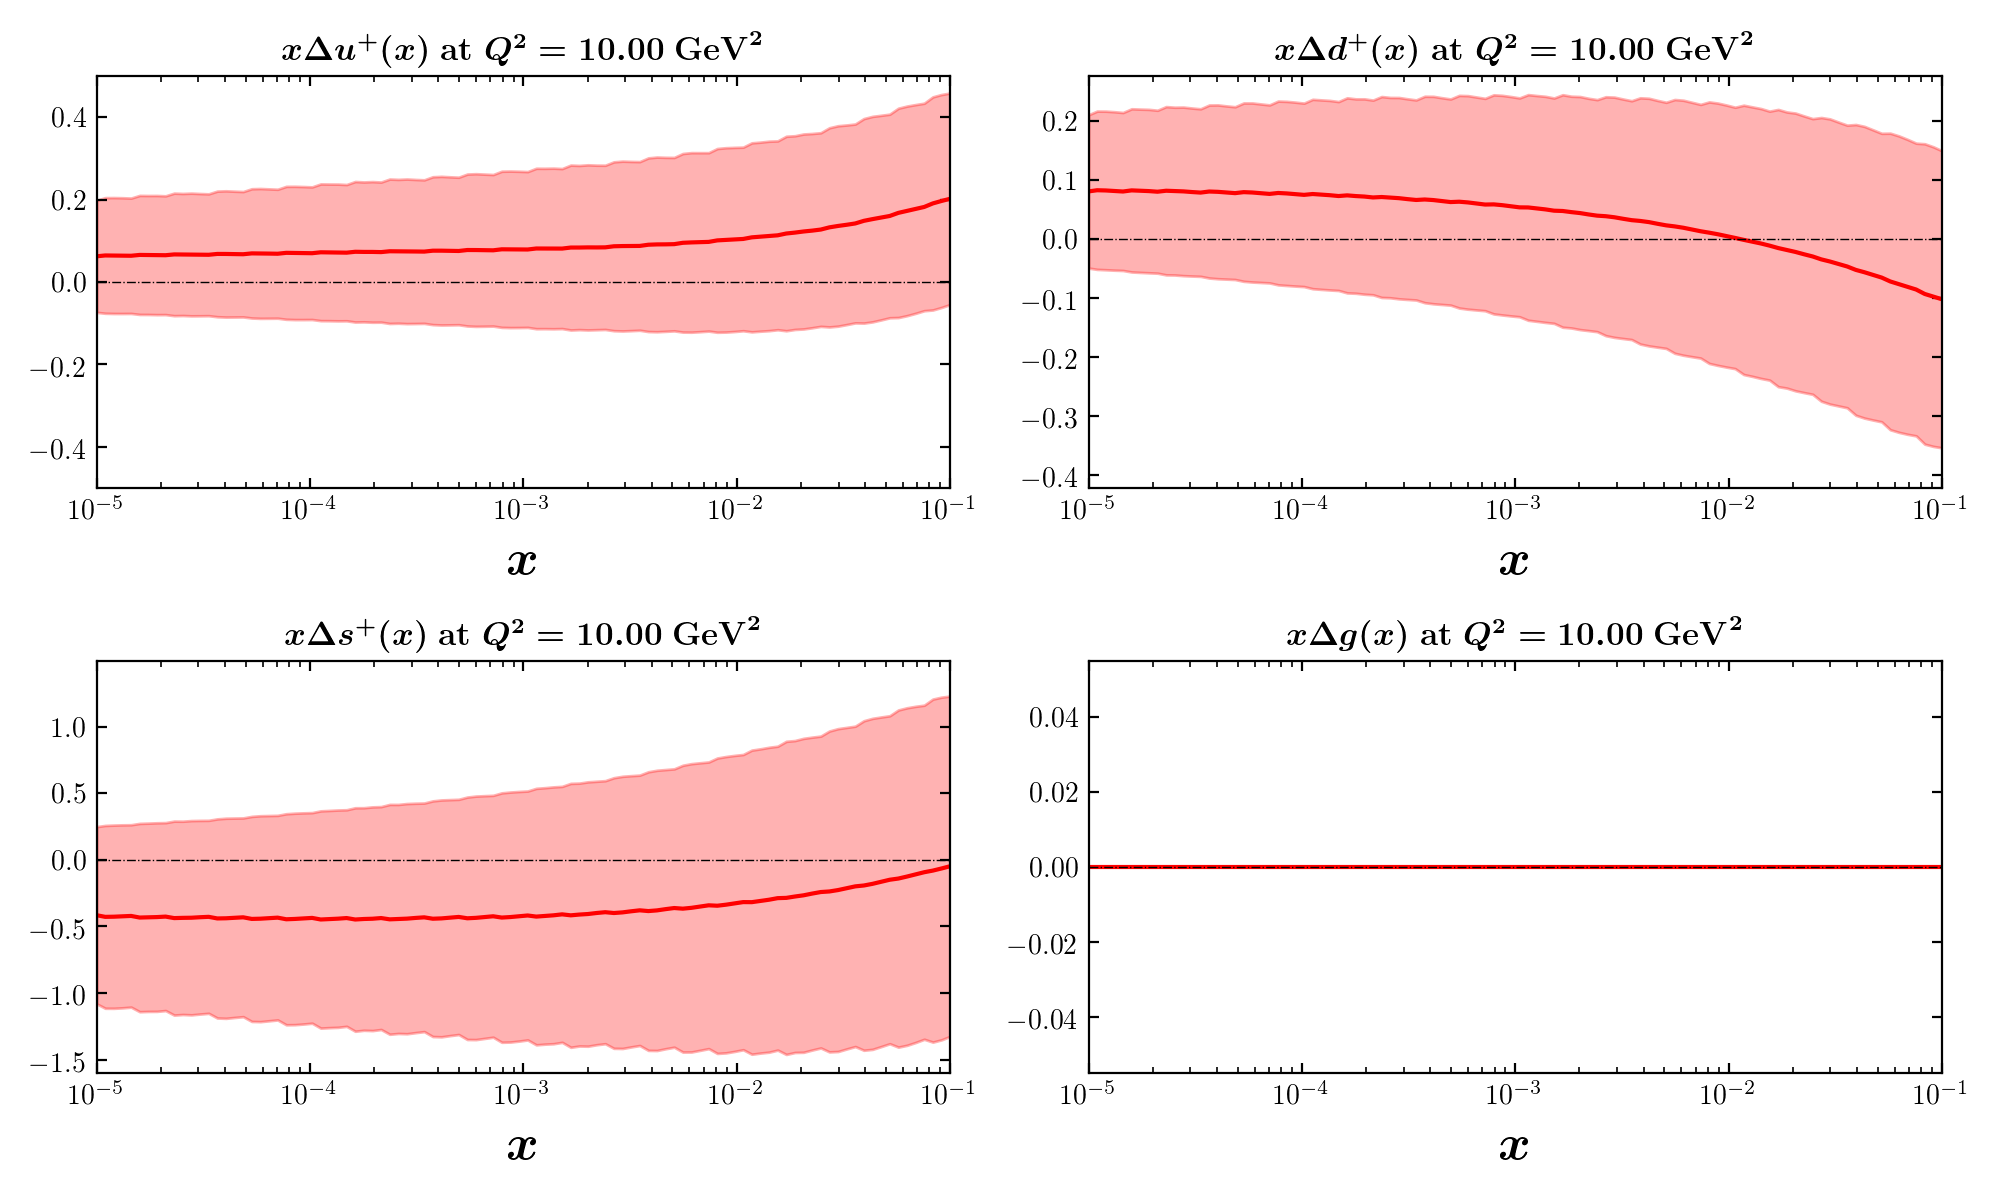 xΔu⁺(x) at Q² = 10.00 GeV²
xΔd⁺(x) at Q² = 10.00 GeV²
0.4
0.2
0.0
−0.2
−0.4
10⁻⁵ 10⁻⁴ 10⁻³ 10⁻² 10⁻¹
x
0.2
0.1
0.0
−0.1
−0.2
−0.3
−0.4
10⁻⁵ 10⁻⁴ 10⁻³ 10⁻² 10⁻¹
x
xΔs⁺(x) at Q² = 10.00 GeV²
xΔg(x) at Q² = 10.00 GeV²
1.0
0.5
0.0
−0.5
−1.0
−1.5
10⁻⁵ 10⁻⁴ 10⁻³ 10⁻² 10⁻¹
x
0.04
0.02
0.00
−0.02
−0.04
10⁻⁵ 10⁻⁴ 10⁻³ 10⁻² 10⁻¹
x